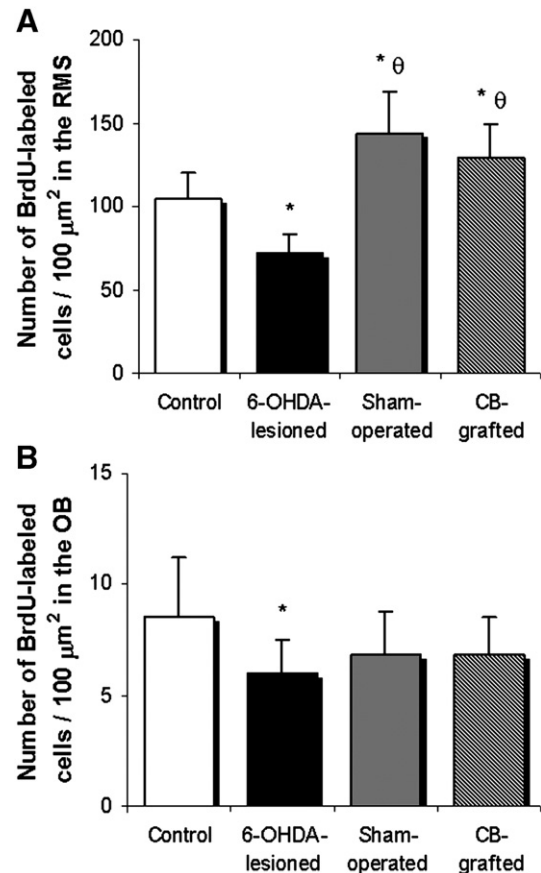 A
Number of BrdU-labeled
cells / 100 μm² in the RMS
200
150
100
50
0
* θ
* θ
*
Control
6-OHDA-
lesioned
Sham-
operated
CB-
grafted
B
Number of BrdU-labeled
cells / 100 μm² in the OB
15
10
5
0
*
Control
6-OHDA-
lesioned
Sham-
operated
CB-
grafted